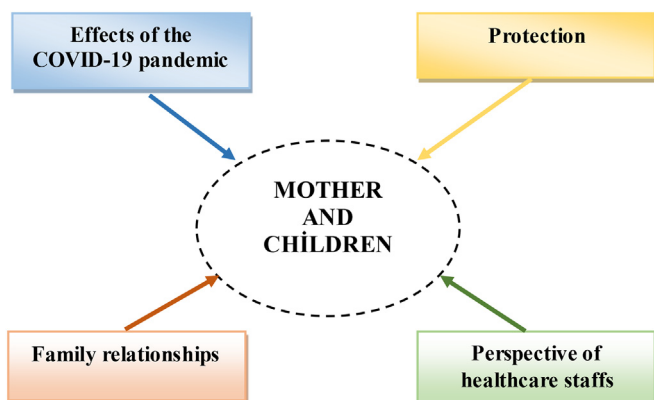 Effects of the
COVID-19 pandemic
Protection
MOTHER
AND
CHİLDREN
Family relationships
Perspective of
healthcare staffs